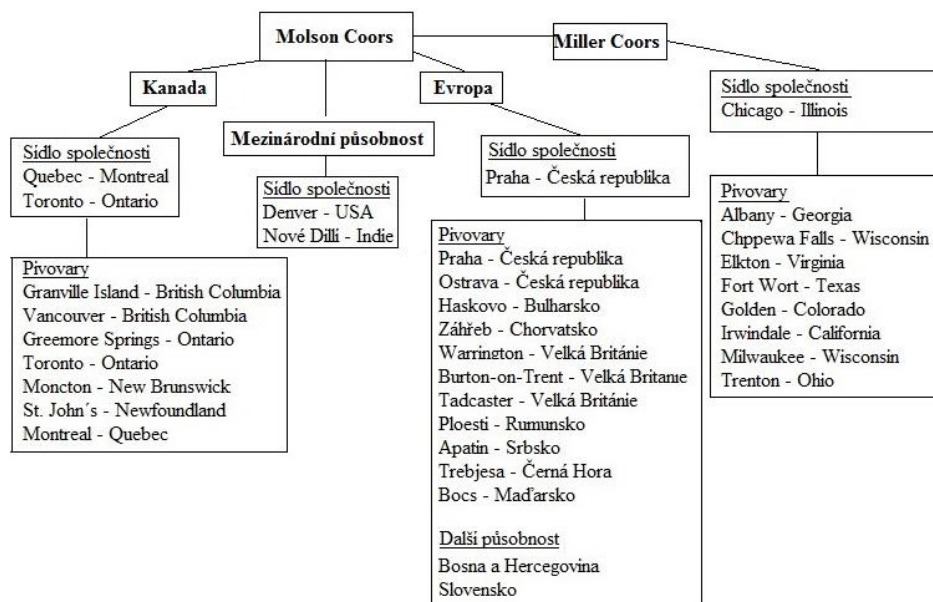 Molson Coors
Miller Coors
Kanada
Evropa
Mezinárodní působnost
Sídlo společnosti
Quebec - Montreal
Toronto - Ontario
Sídlo společnosti
Denver - USA
Nové Dillí - Indie
Sídlo společnosti
Praha - Česká republika
Sídlo společnosti
Chicago - Illinois
Pivovary
Granville Island - British Columbia
Vancouver - British Columbia
Greemore Springs - Ontario
Toronto - Ontario
Moncton - New Brunswick
St. John´s - Newfoundland
Montreal - Quebec
Pivovary
Praha - Česká republika
Ostrava - Česká republika
Haskovo - Bulharsko
Záhřeb - Chorvatsko
Warrington - Velká Británie
Burton-on-Trent - Velká Britanie
Tadcaster - Velká Británie
Ploesti - Rumunsko
Apatin - Srbsko
Trebjesa - Černá Hora
Bocs - Maďarsko
Další působnost
Bosna a Hercegovina
Slovensko
Pivovary
Albany - Georgia
Chppewa Falls - Wisconsin
Elkton - Virginia
Fort Wort - Texas
Golden - Colorado
Irwindale - California
Milwaukee - Wisconsin
Trenton - Ohio